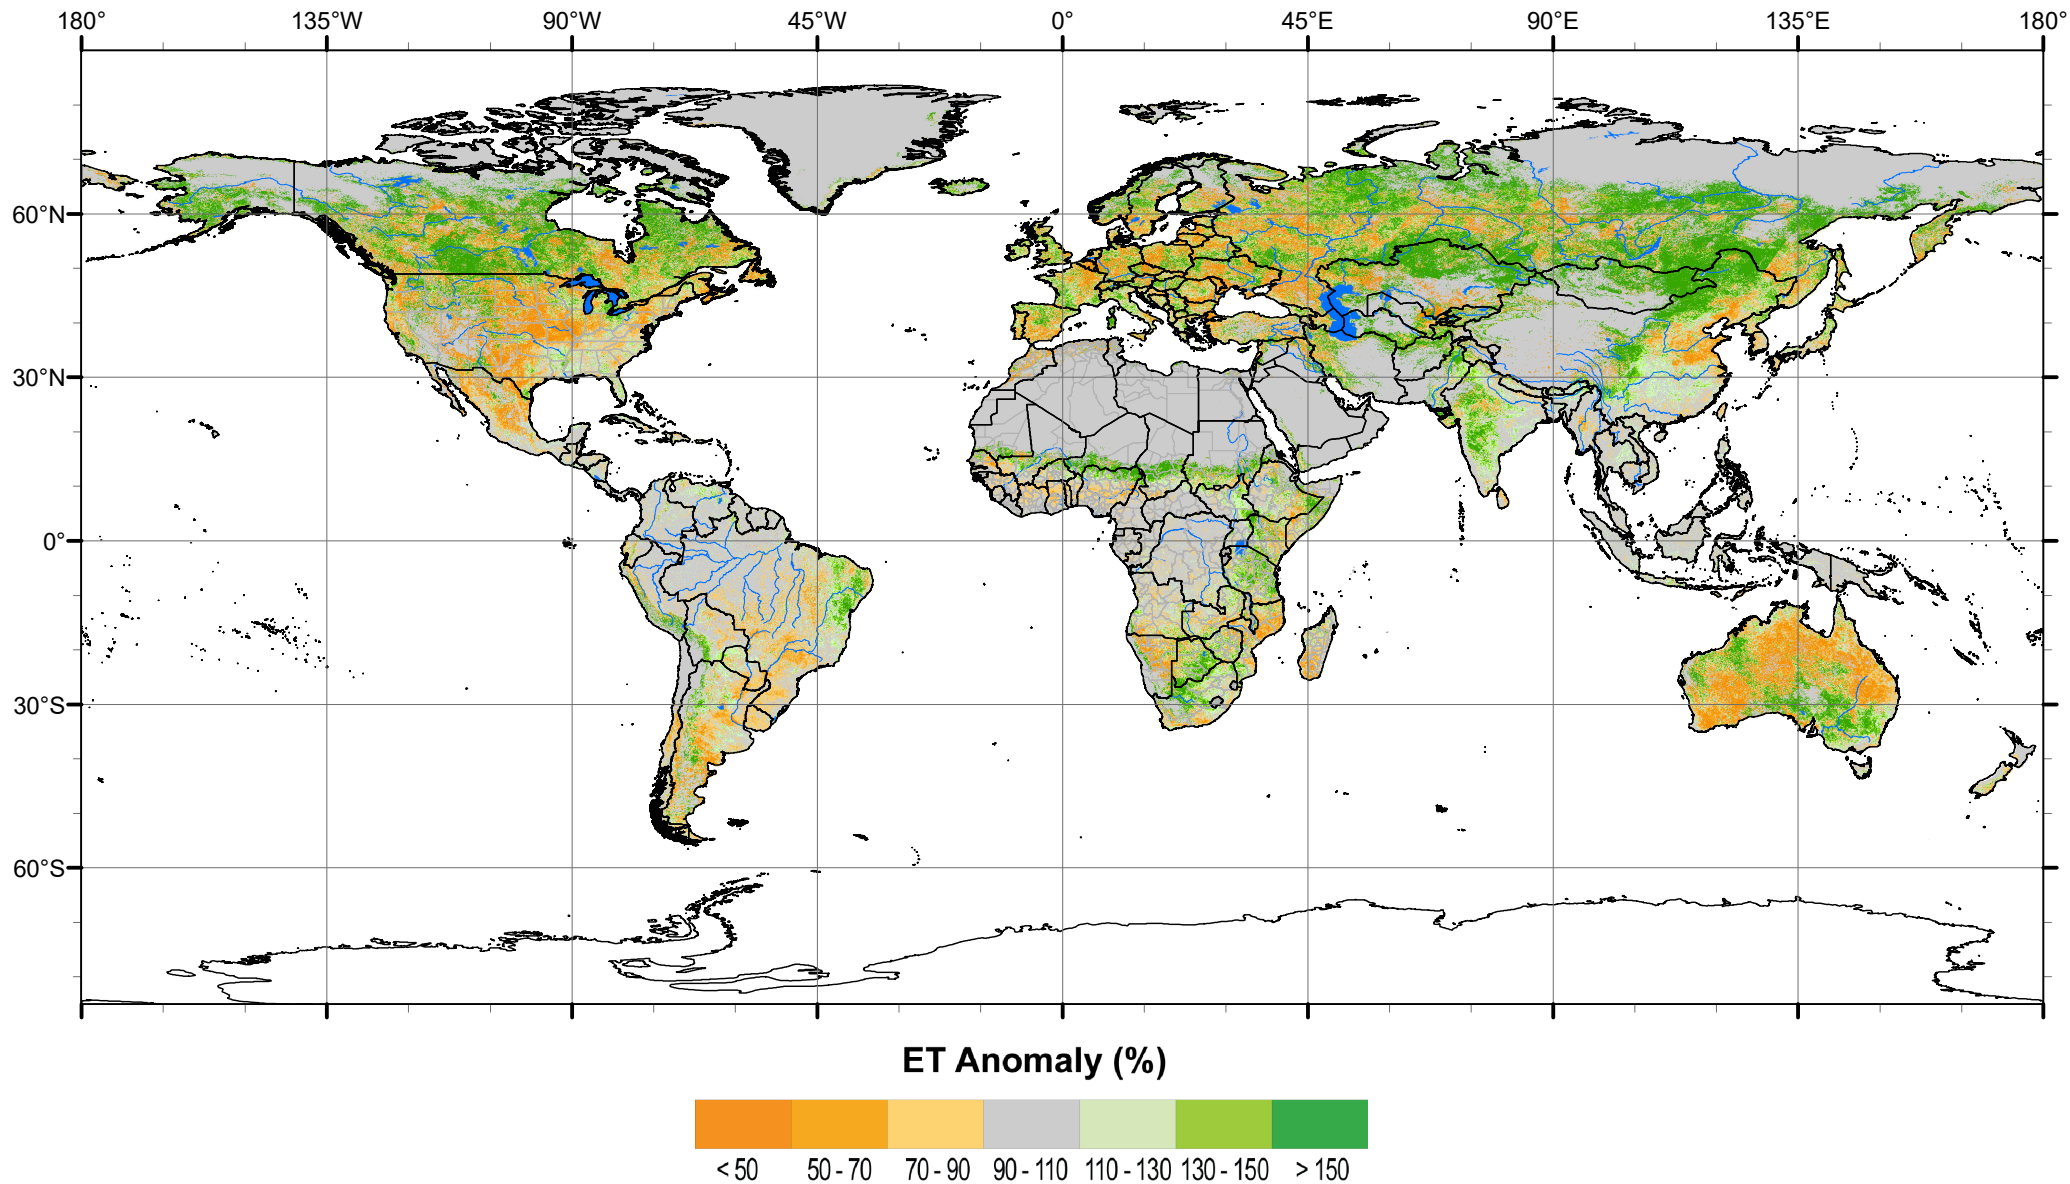 180° 135°W 90°W 45°W 0° 45°E 90°E 135°E 180°
60°N
30°N
0°
30°S
60°S
ET Anomaly (%)
< 50 50 - 70 70 - 90 90 - 110 110 - 130 130 - 150 > 150